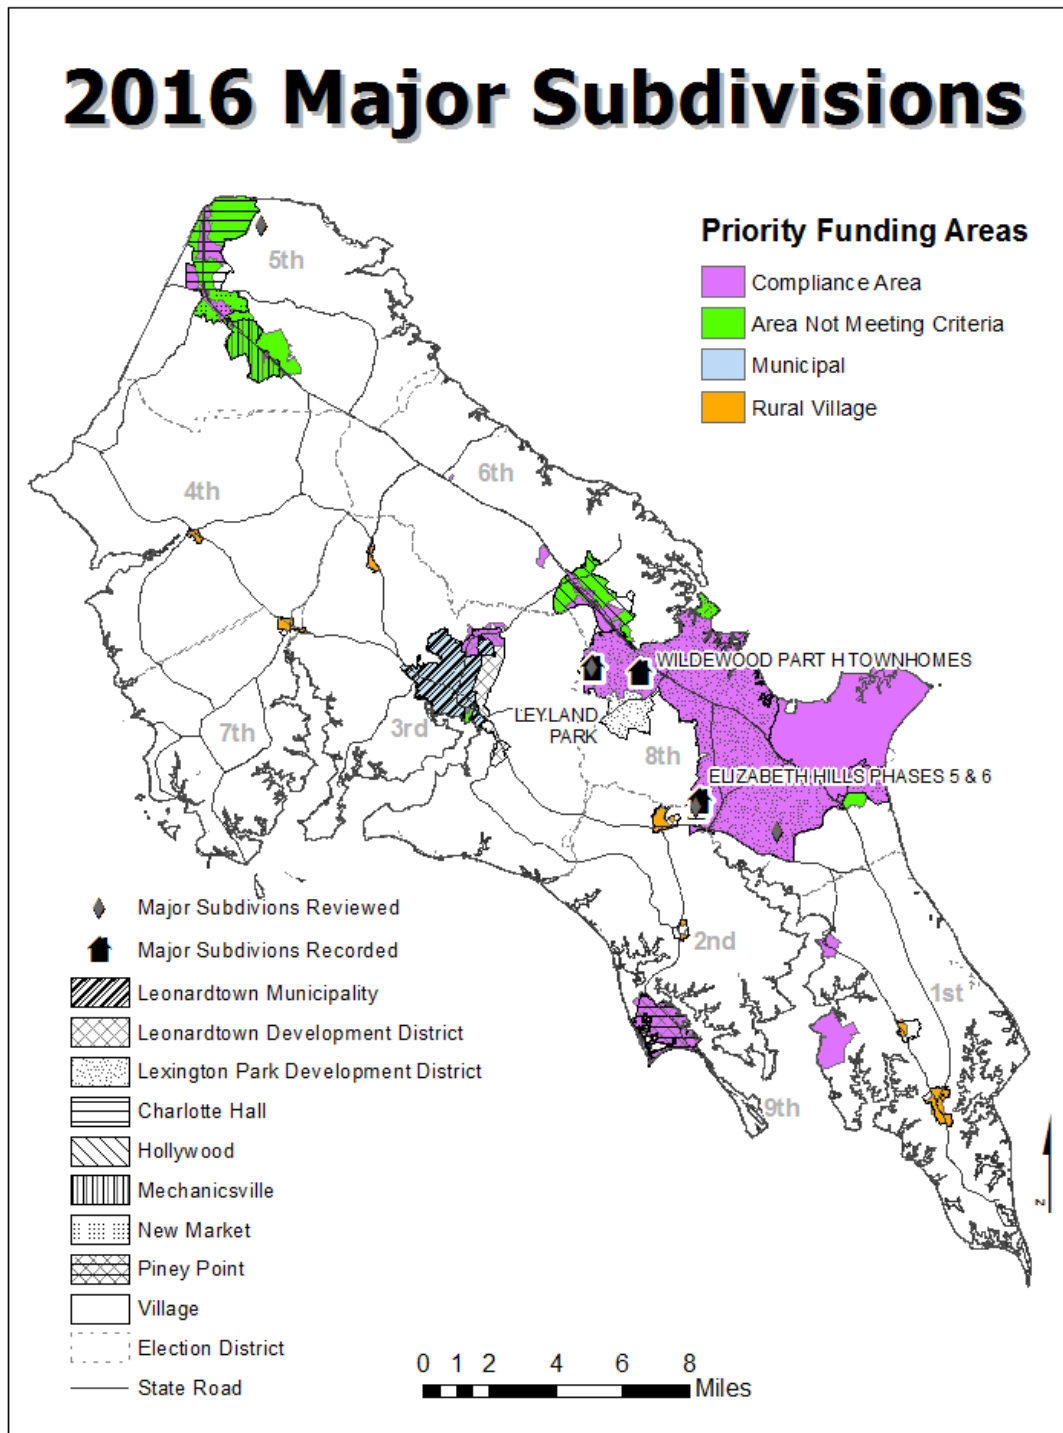 2016 Major Subdivisions
Priority Funding Areas
Compliance Area
Area Not Meeting Criteria
Municipal
Rural Village
5th
6th
4th
WILDEWOOD PART H TOWNHOMES
LEYLAND
PARK
3rd
7th
8th
ELIZABETH HILLS PHASES 5 & 6
2nd
1st
9th
Major Subdivions Reviewed
Major Subdivions Recorded
Leonardtown Municipality
Leonardtown Development District
Lexington Park Development District
Charlotte Hall
Hollywood
Mechanicsville
New Market
Piney Point
Village
Election District
State Road
0 1 2 4 6 8
Miles
N